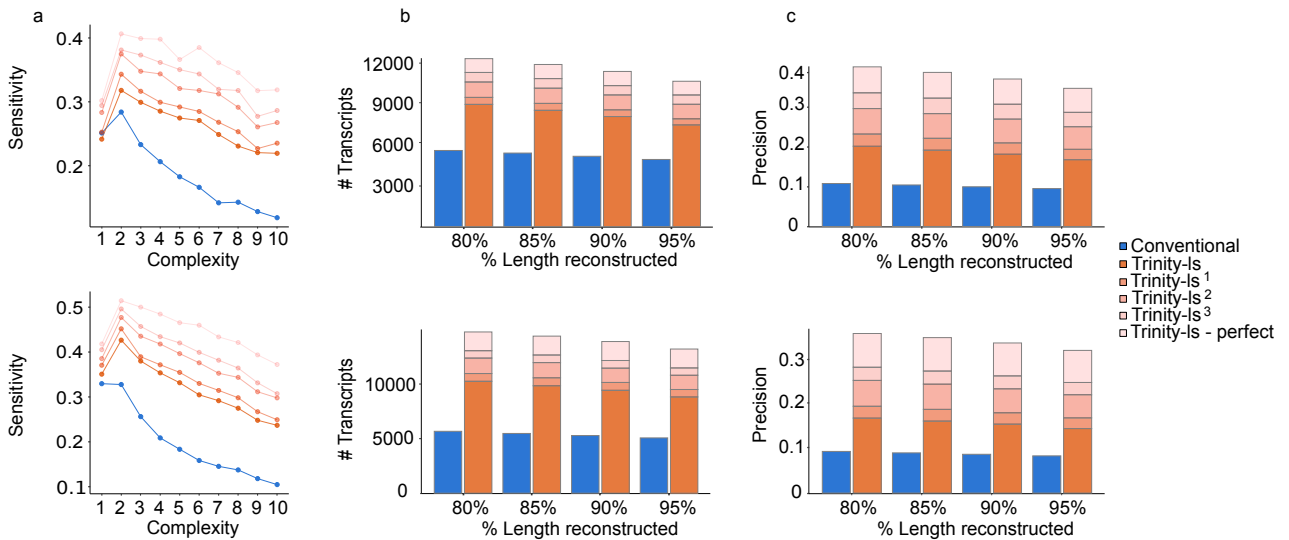 a
Sensitivity
0.4
0.3
0.2
1 2 3 4 5 6 7 8 9 10
Complexity
b
# Transcripts
12000
9000
6000
3000
80% 85% 90% 95%
% Length reconstructed
c
Precision
0.4
0.3
0.2
0.1
0
80% 85% 90% 95%
% Length reconstructed
Conventional
Trinity-ls
Trinity-ls 1
Trinity-ls 2
Trinity-ls 3
Trinity-ls - perfect
Sensitivity
0.5
0.4
0.3
0.2
0.1
1 2 3 4 5 6 7 8 9 10
Complexity
# Transcripts
10000
5000
0
80% 85% 90% 95%
% Length reconstructed
Precision
0.3
0.2
0.1
0
80% 85% 90% 95%
% Length reconstructed